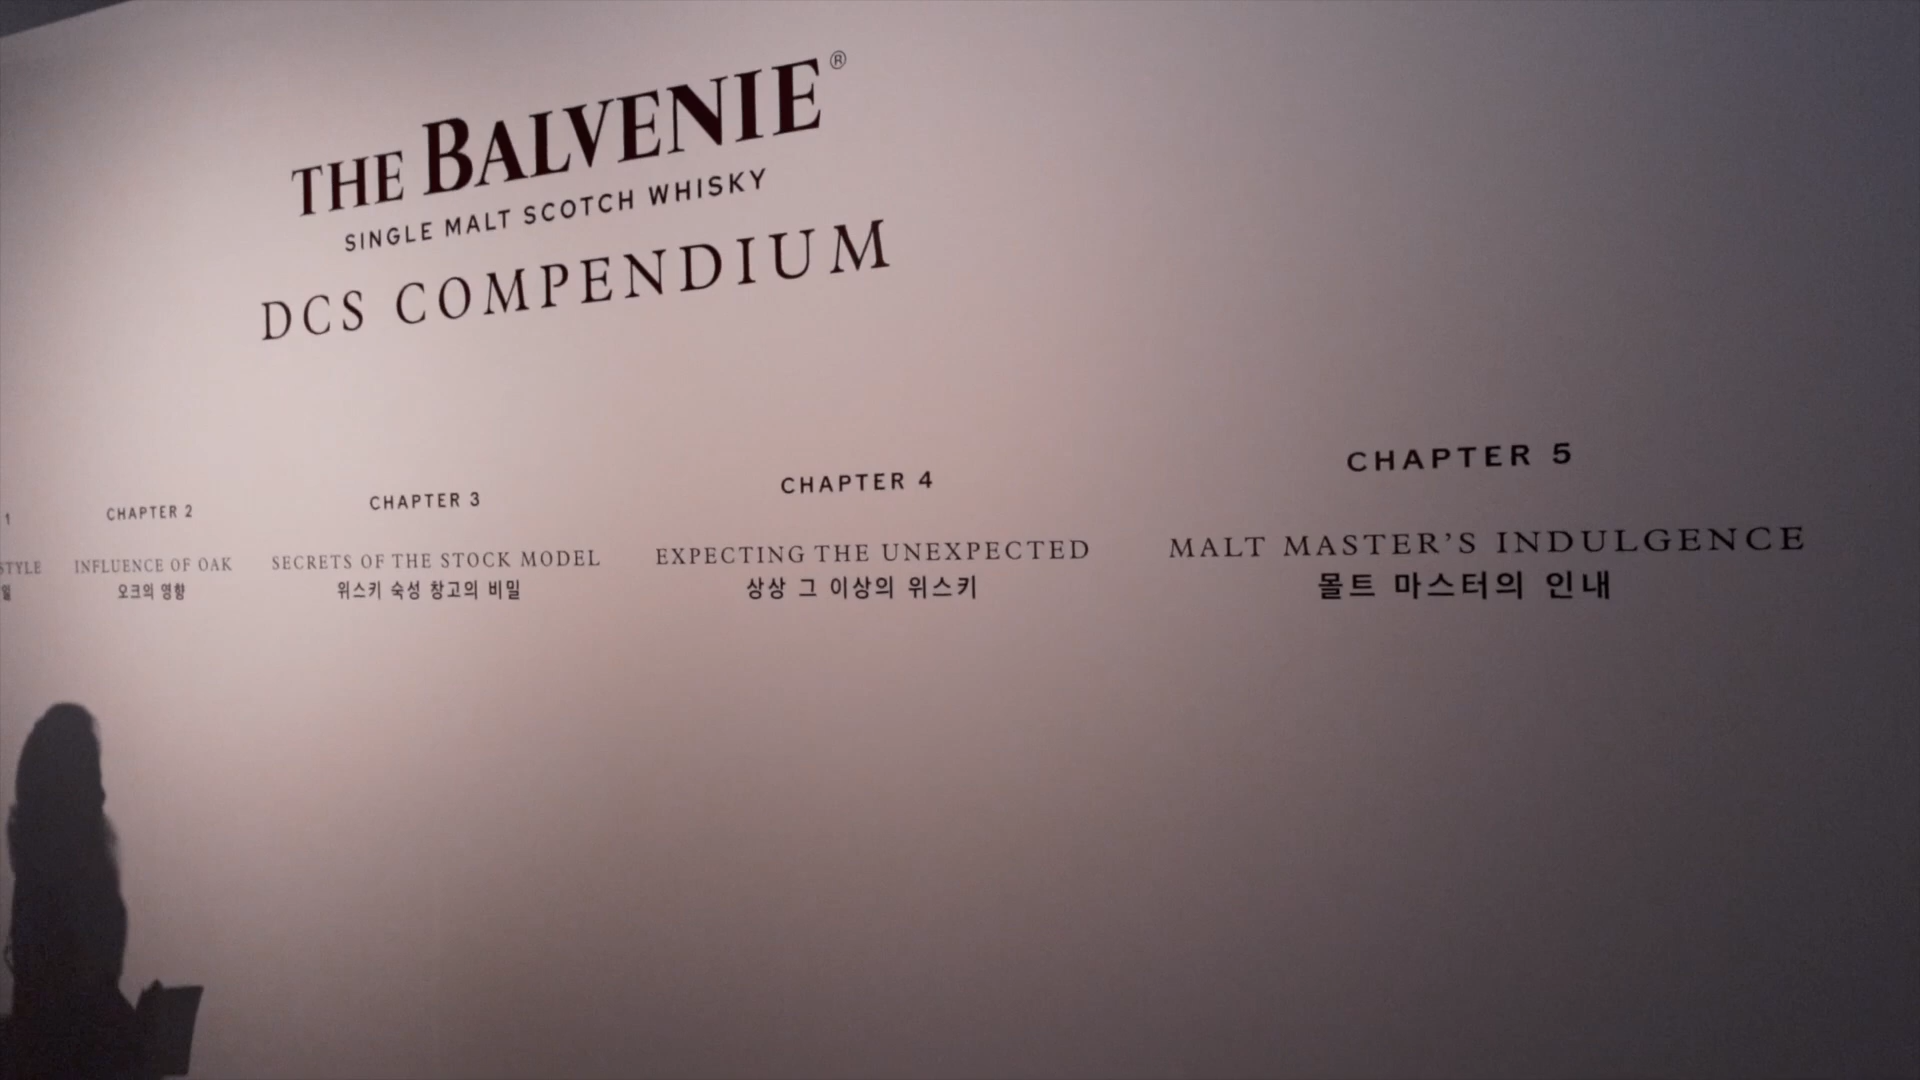 THE BALVENIE®
SINGLE MALT SCOTCH WHISKY
DCS COMPENDIUM
1
STYLE
일
CHAPTER 2
INFLUENCE OF OAK
오크의 영향
CHAPTER 3
SECRETS OF THE STOCK MODEL
위스키 숙성 창고의 비밀
CHAPTER 4
EXPECTING THE UNEXPECTED
상상 그 이상의 위스키
CHAPTER 5
MALT MASTER'S INDULGENCE
몰트 마스터의 인내